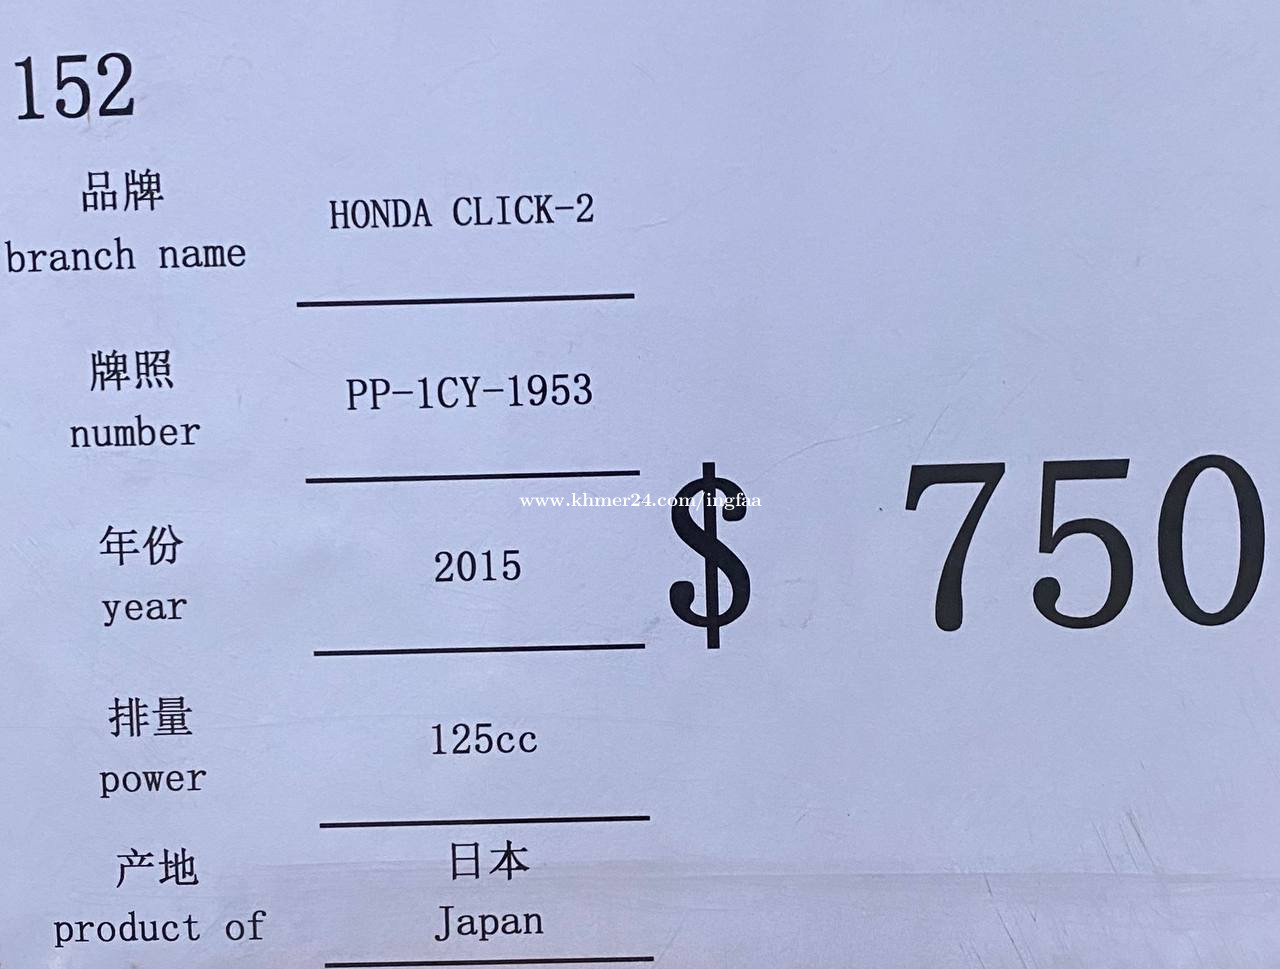 152
品牌
branch name
HONDA CLICK-2
牌照
number
PP-1CY-1953
年份
year
2015
$ 750
www.khmer24.com/ingfaa
排量
power
125cc
产地
product of
日本
Japan